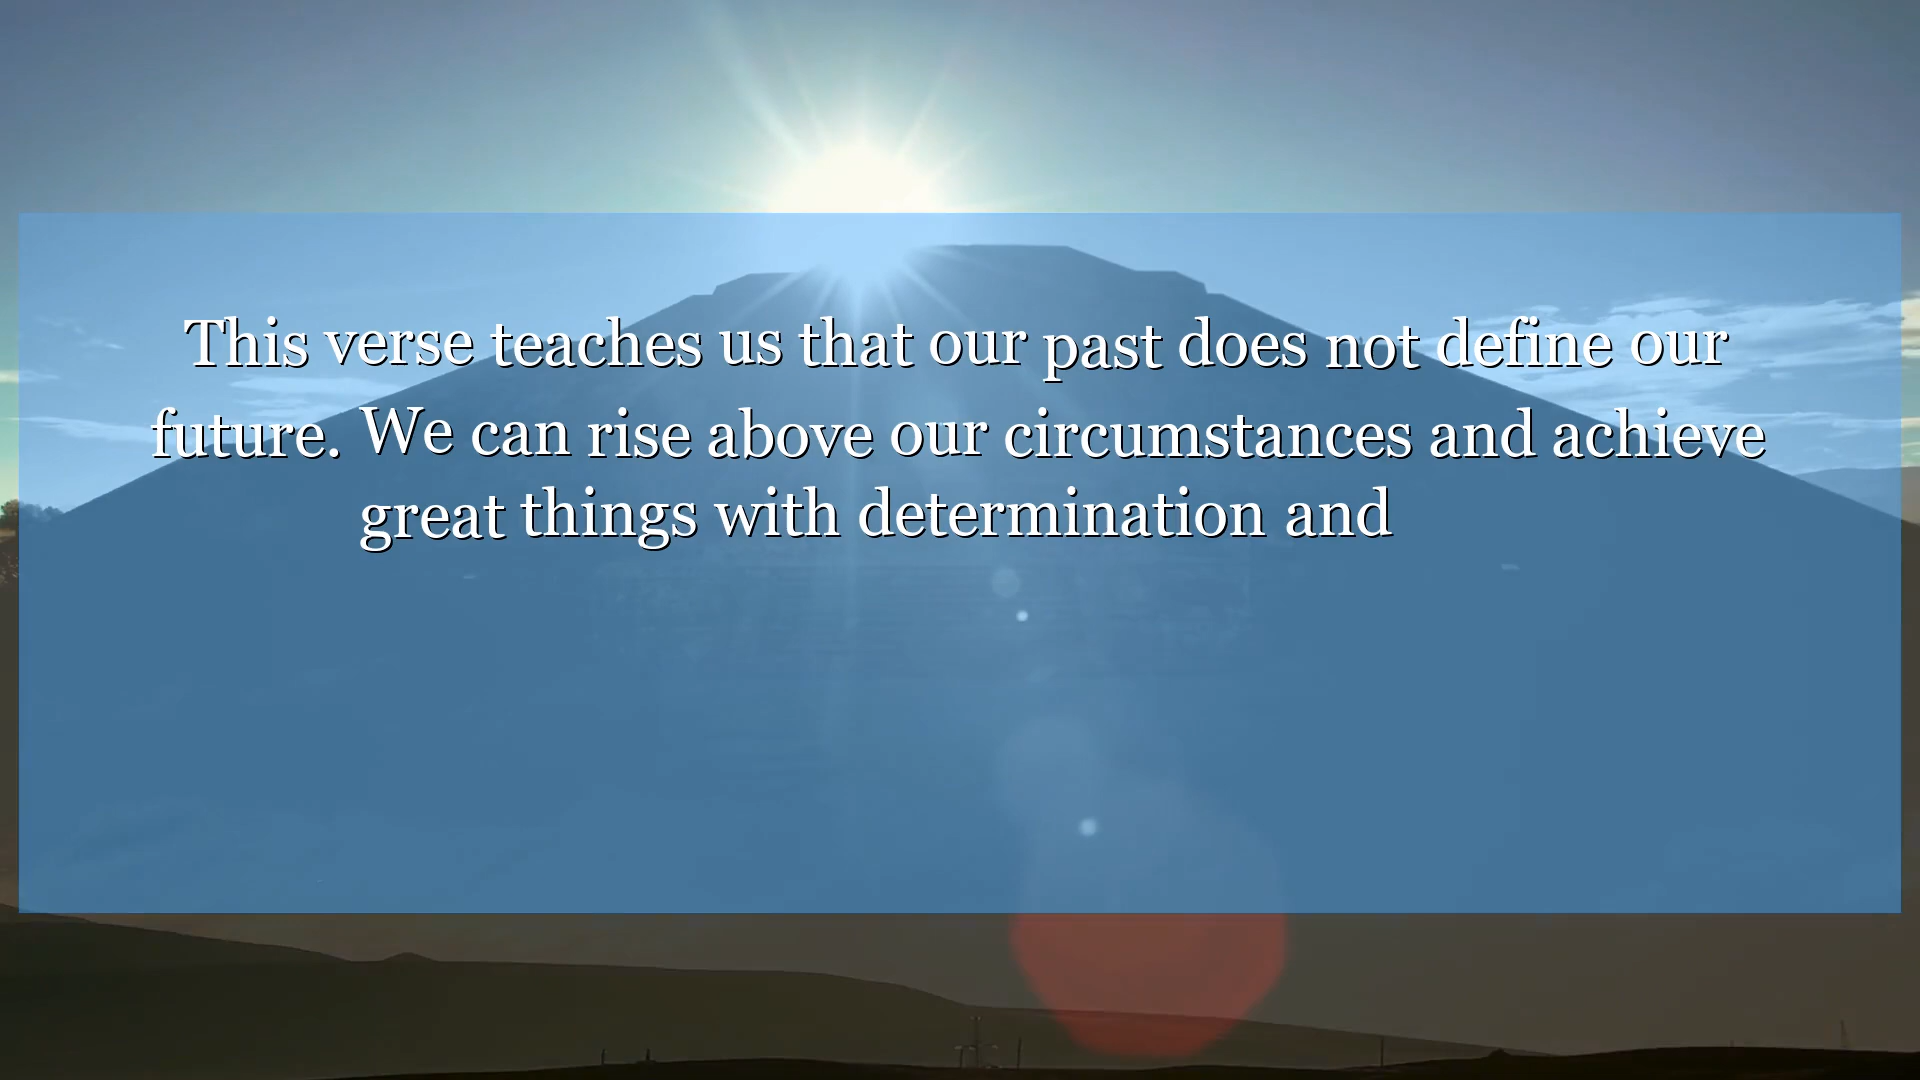 This verse teaches us that our past does not define our
future. We can rise above our circumstances and achieve
great things with determination and